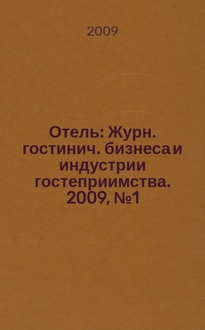 2009
Отель: Журн.
гостинич. бизнеса и
индустрии
гостеприимства.
2009, №1